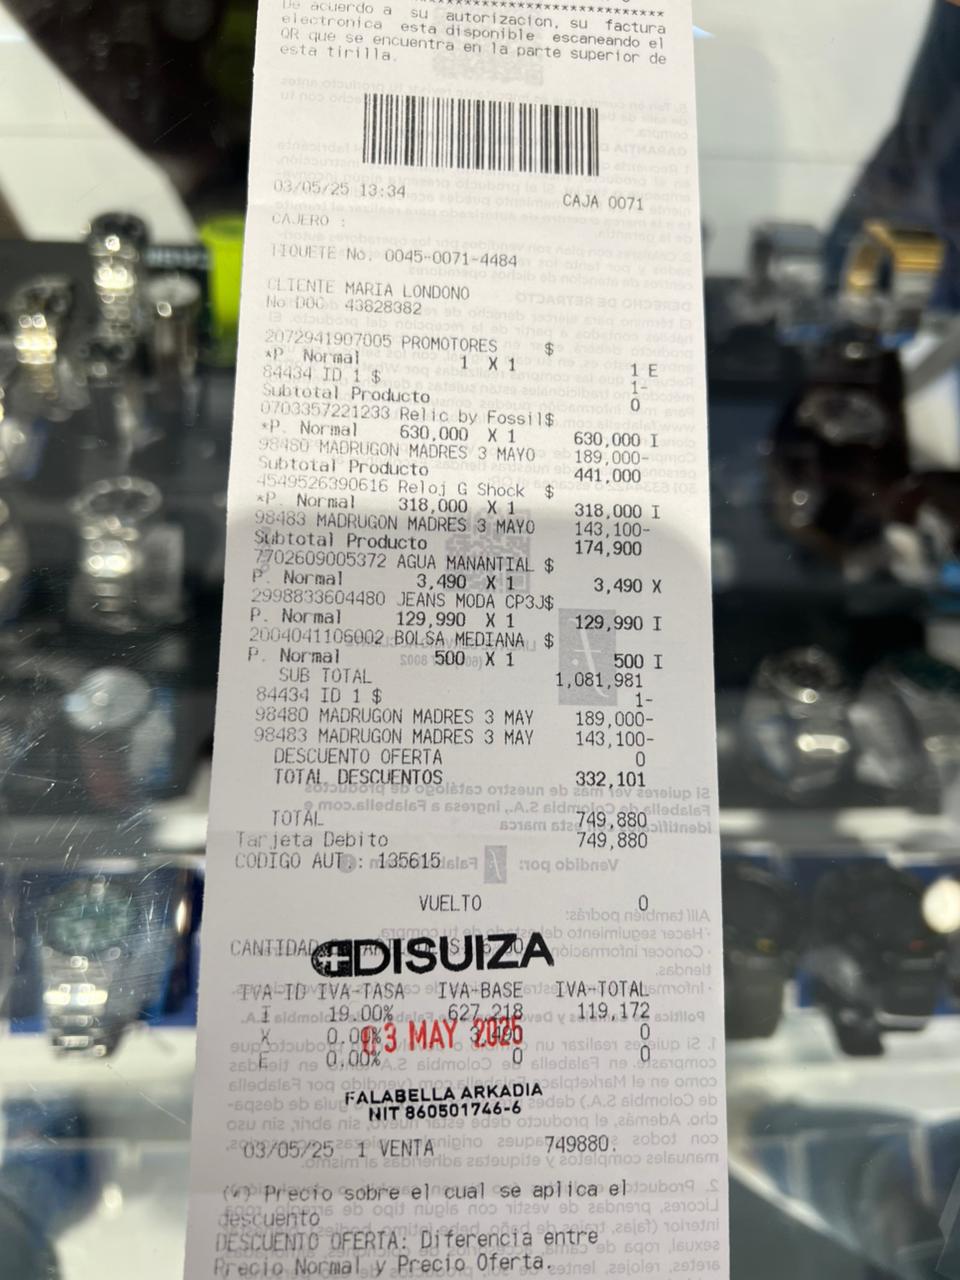 De acuerdo a su autorizacion, su factura
electronica esta disponible escaneando el
QR que se encuentra en la parte superior de
esta tirilla.
03/05/25 13:34 CAJA 0071
CAJERO :
TIQUETE No. 0045-0071-4484
CLIENTE MARIA LONDONO
No DOC 43828382
2072941907005 PROMOTORES $
*P. Normal 1 X 1 1 E
84434 ID 1 $ 1-
Subtotal Producto 0
0703357221233 Relic by Fossil$
*P. Normal 630,000 X 1 630,000 I
98480 MADRUGON MADRES 3 MAYO 189,000-
Subtotal Producto 441,000
4549526390616 Reloj G Shock $
*P. Normal 318,000 X 1 318,000 I
98483 MADRUGON MADRES 3 MAYO 143,100-
Subtotal Producto 174,900
7702609005372 AGUA MANANTIAL $
P. Normal 3,490 X 1 3,490 X
2998833604480 JEANS MODA CP3J$
P. Normal 129,990 X 1 129,990 I
2004041106002 BOLSA MEDIANA $
P. Normal 500 X 1 500 I
SUB TOTAL 1,081,981
84434 ID 1 $ 1-
98480 MADRUGON MADRES 3 MAY 189,000-
98483 MADRUGON MADRES 3 MAY 143,100-
DESCUENTO OFERTA 0
TOTAL DESCUENTOS 332,101
TOTAL 749,880
Tarjeta Debito 749,880
CODIGO AUT.: 135615
VUELTO 0
CANTIDAD
DISUIZA
IVA-ID IVA-TASA IVA-BASE IVA-TOTAL
I 19.00% 627,218 119,172
X 0.00% 3,490 0
E 0.00% 0 0
03 MAY 2025
FALABELLA ARKADIA
NIT 860501746-6
03/05/25 1 VENTA 749880.
(*) Precio sobre el cual se aplica el
descuento
DESCUENTO OFERTA: Diferencia entre
Precio Normal y Precio Oferta.